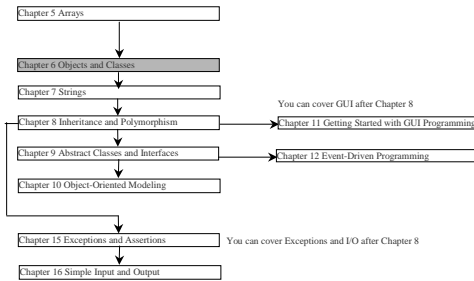 Chapter 5 Arrays
Chapter 6 Objects and Classes
Chapter 7 Strings
You can cover GUI after Chapter 8
Chapter 8 Inheritance and Polymorphism
Chapter 11 Getting Started with GUI Programming
Chapter 9 Abstract Classes and Interfaces
Chapter 12 Event-Driven Programming
Chapter 10 Object-Oriented Modeling
Chapter 15 Exceptions and Assertions
You can cover Exceptions and I/O after Chapter 8
Chapter 16 Simple Input and Output